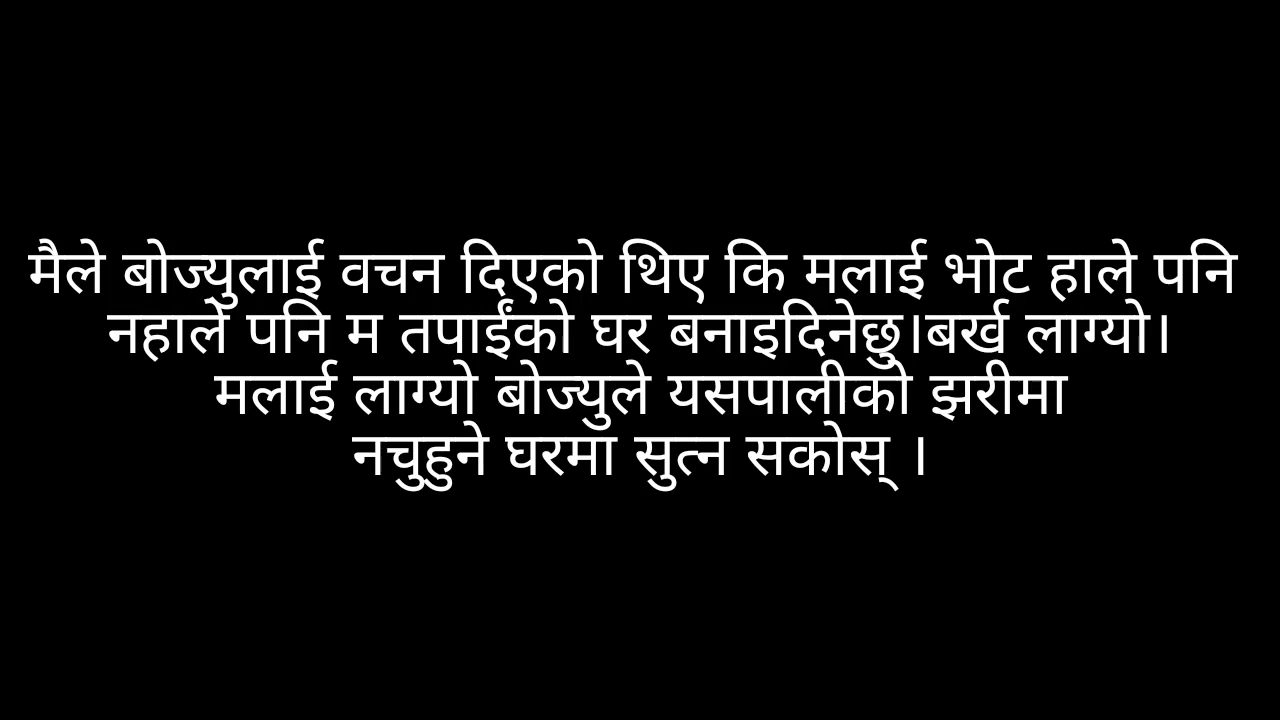 मैले बोज्युलाई वचन दिएको थिए कि मलाई भोट हाले पनि
नहाले पनि म तपाईंको घर बनाइदिनेछु।बर्ख लाग्यो।
मलाई लाग्यो बोज्युले यसपालीको झरीमा
नचुहुने घरमा सुत्न सकोस् ।